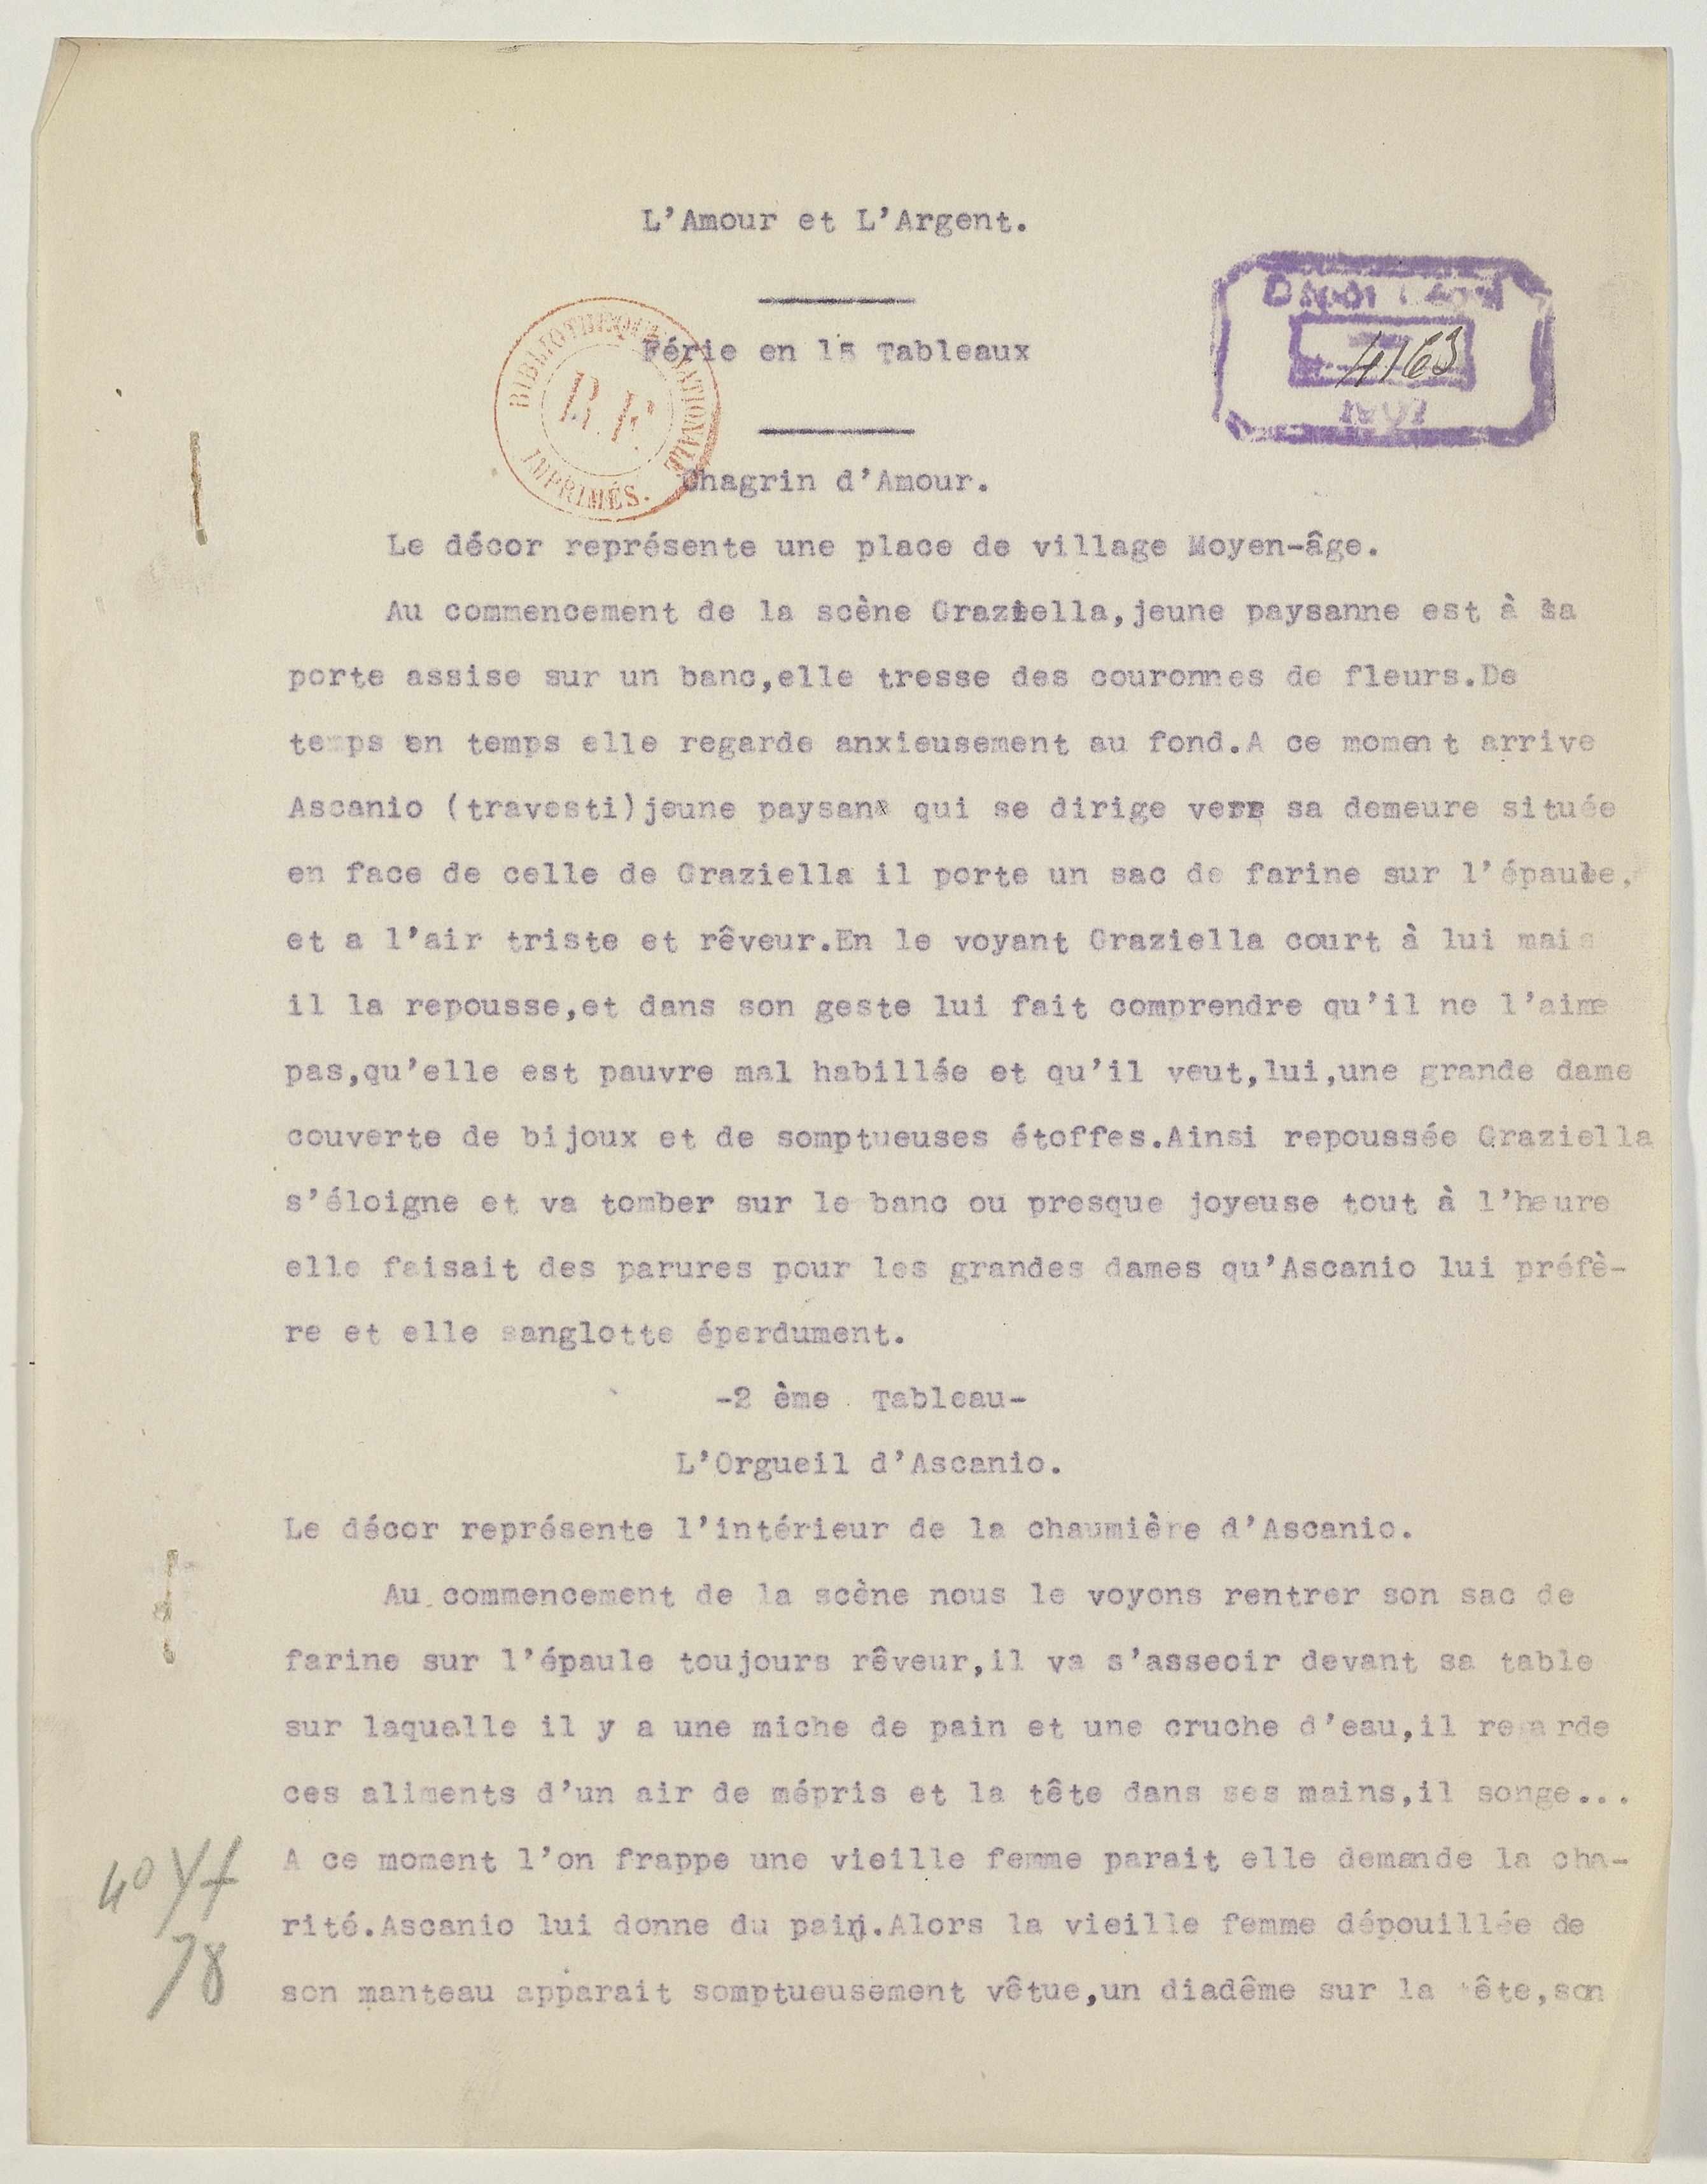 L'Amour et L'Argent.
Dépôt Légal
4163
Férie en 15 Tableaux
BIBLIOTHEQUE NATIONALE
R.F.
IMPRIMÉS.
Chagrin d'Amour.
Le décor représente une place de village Moyen-âge.
Au commencement de la scène Graziella,jeune paysanne est à sa
porte assise sur un banc,elle tresse des couronnes de fleurs.De
temps en temps elle regarde anxieusement au fond.A ce moment arrive
Ascanio (travesti)jeune paysan qui se dirige vers sa demeure située
en face de celle de Graziella il porte un sac de farine sur l'épaule,
et a l'air triste et rêveur.En le voyant Graziella court à lui mais
il la repousse,et dans son geste lui fait comprendre qu'il ne l'aime
pas,qu'elle est pauvre mal habillée et qu'il veut,lui,une grande dame
couverte de bijoux et de somptueuses étoffes.Ainsi repoussée Graziella
s'éloigne et va tomber sur le banc ou presque joyeuse tout à l'heure
elle faisait des parures pour les grandes dames qu'Ascanio lui préfè-
re et elle sanglotte éperdument.
-2 ème Tableau-
L'Orgueil d'Ascanio.
Le décor représente l'intérieur de la chaumière d'Ascanio.
Au commencement de la scène nous le voyons rentrer son sac de
farine sur l'épaule toujours rêveur,il va s'asseoir devant sa table
sur laquelle il y a une miche de pain et une cruche d'eau,il regarde
ces aliments d'un air de mépris et la tête dans ses mains,il songe...
A ce moment l'on frappe une vieille femme parait elle demande la cha-
rité.Ascanio lui donne du pain.Alors la vieille femme dépouillée de
son manteau apparait somptueusement vêtue,un diadême sur la tête,son
4° Yf
78